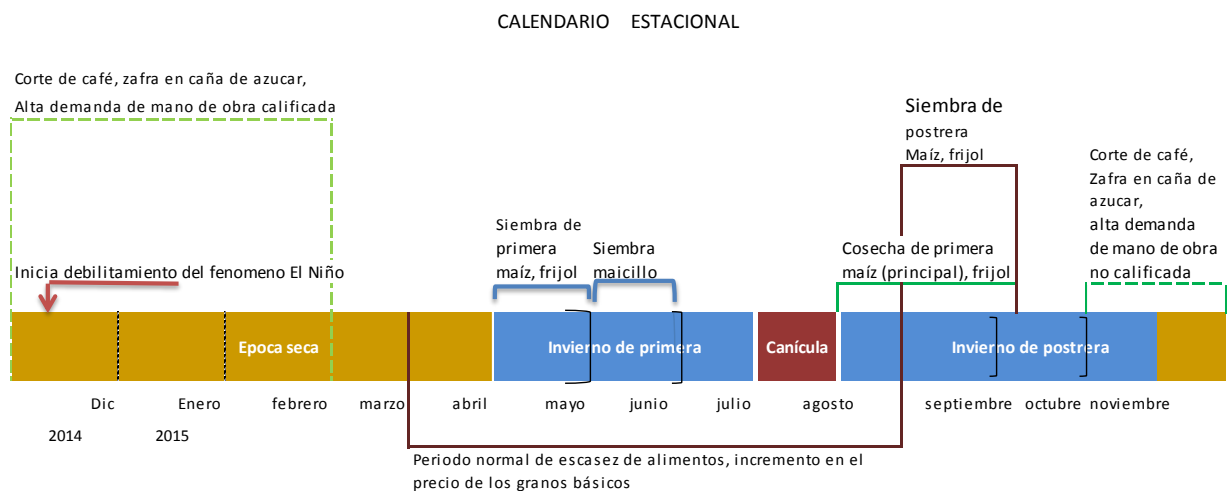 CALENDARIO ESTACIONAL
Corte de café, zafra en caña de azucar,
Alta demanda de mano de obra calificada
Siembra de
postrera
Maíz, frijol
Corte de café,
Zafra en caña de
azucar,
alta demanda
de mano de obra
no calificada
Siembra de
primera
maíz, frijol
Siembra
maicillo
Cosecha de primera
maíz (principal), frijol
Inicia debilitamiento del fenomeno El Niño
Epoca seca
Invierno de primera
Canícula
Invierno de postrera
Dic Enero febrero marzo abril mayo junio julio agosto septiembre octubre noviembre
2014 2015
Periodo normal de escasez de alimentos, incremento en el
precio de los granos básicos